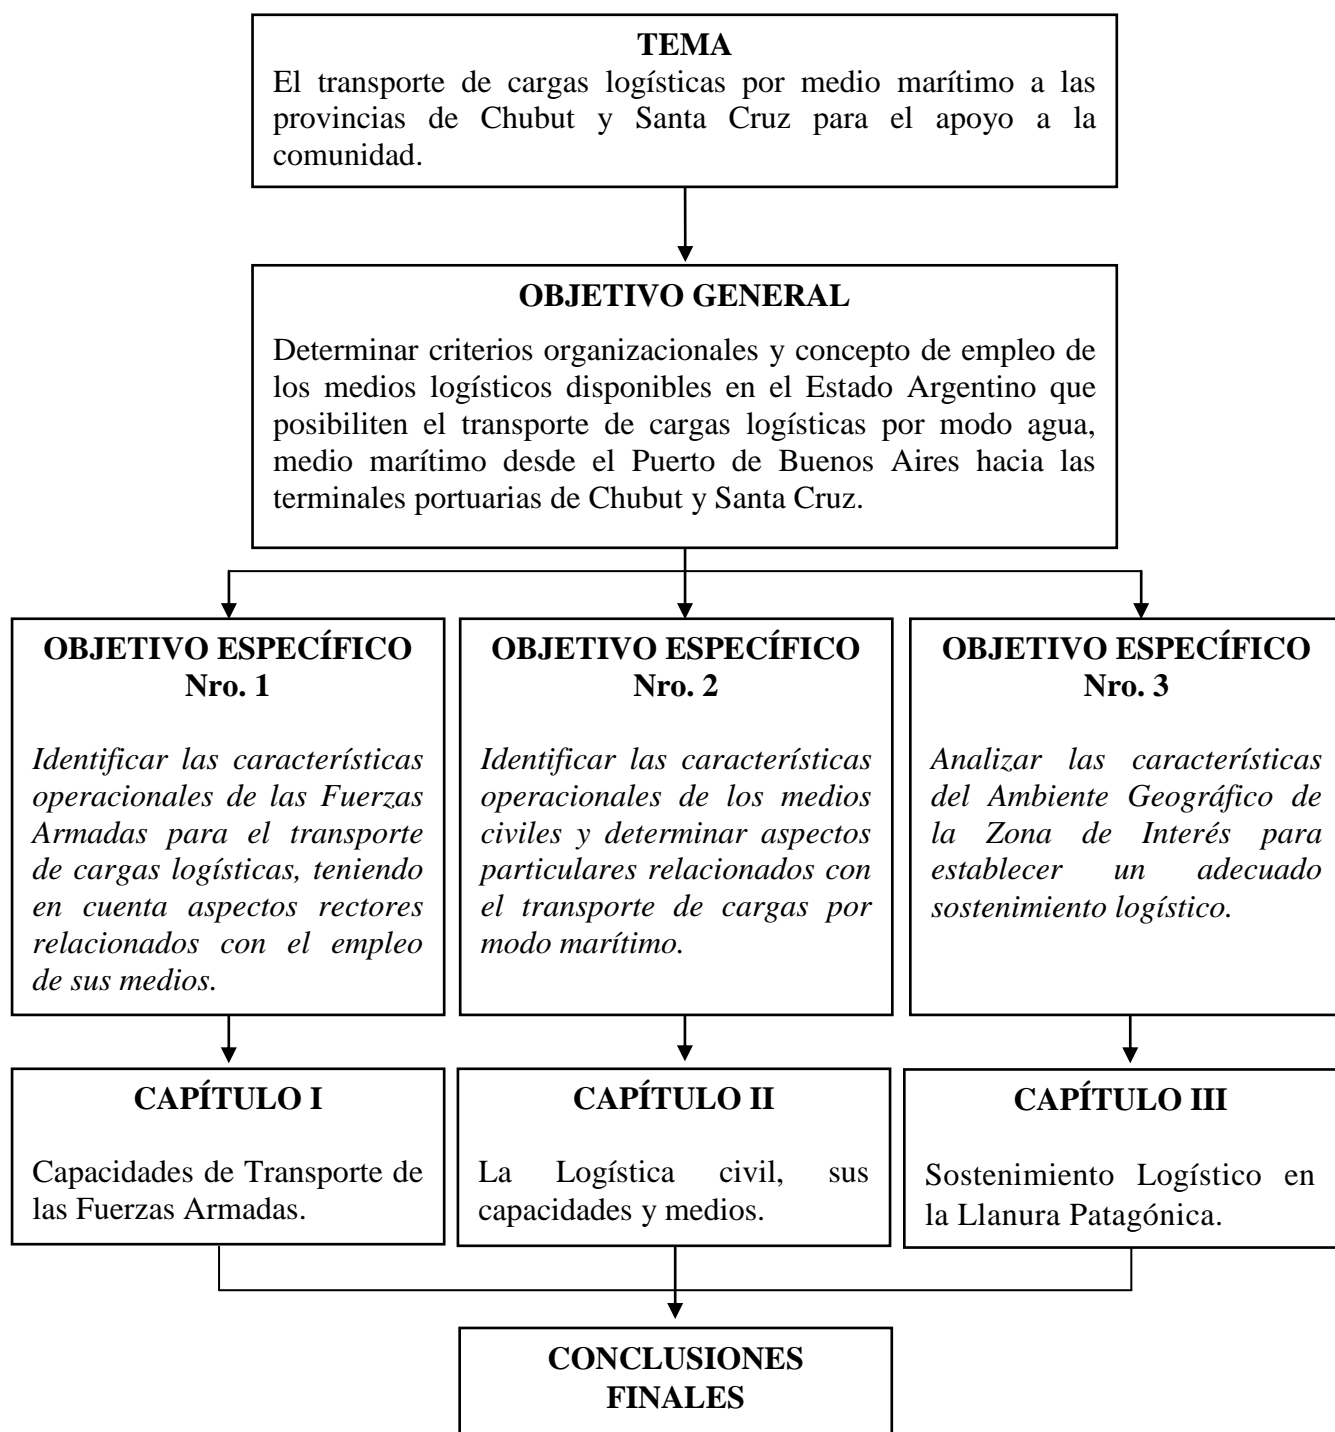 TEMA
El transporte de cargas logísticas por medio marítimo a las
provincias de Chubut y Santa Cruz para el apoyo a la
comunidad.
OBJETIVO GENERAL
Determinar criterios organizacionales y concepto de empleo de
los medios logísticos disponibles en el Estado Argentino que
posibiliten el transporte de cargas logísticas por modo agua,
medio marítimo desde el Puerto de Buenos Aires hacia las
terminales portuarias de Chubut y Santa Cruz.
OBJETIVO ESPECÍFICO
Nro. 1
Identificar las características
operacionales de las Fuerzas
Armadas para el transporte
de cargas logísticas, teniendo
en cuenta aspectos rectores
relacionados con el empleo
de sus medios.
OBJETIVO ESPECÍFICO
Nro. 2
Identificar las características
operacionales de los medios
civiles y determinar aspectos
particulares relacionados con
el transporte de cargas por
modo marítimo.
OBJETIVO ESPECÍFICO
Nro. 3
Analizar las características
del Ambiente Geográfico de
la Zona de Interés para
establecer un adecuado
sostenimiento logístico.
CAPÍTULO I
Capacidades de Transporte de
las Fuerzas Armadas.
CAPÍTULO II
La Logística civil, sus
capacidades y medios.
CAPÍTULO III
Sostenimiento Logístico en
la Llanura Patagónica.
CONCLUSIONES
FINALES